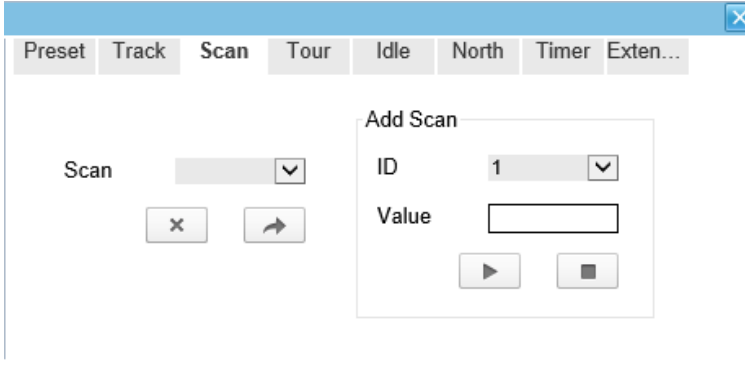 Preset Track Scan Tour Idle North Timer Exten...
Add Scan
Scan
ID 1
Value